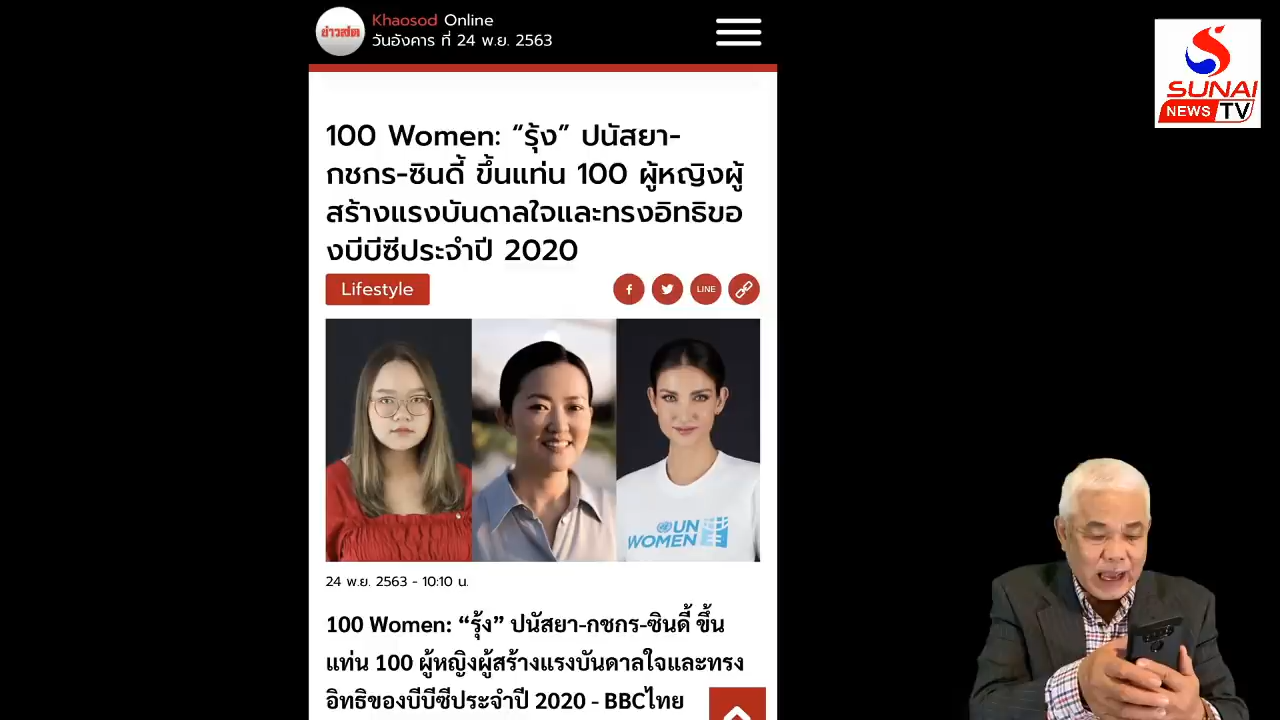 ข่าวสด
Khaosod Online
วันอังคาร ที่ 24 พ.ย. 2563
SUNAI
NEWS TV
100 Women: “รุ้ง” ปนัสยา-
กชกร-ซินดี้ ขึ้นแท่น 100 ผู้หญิงผู้
สร้างแรงบันดาลใจและทรงอิทธิขอ
งบีบีซีประจำปี 2020
Lifestyle
LINE
UN
WOMEN
24 พ.ย. 2563 - 10:10 น.
100 Women: “รุ้ง” ปนัสยา-กชกร-ซินดี้ ขึ้น
แท่น 100 ผู้หญิงผู้สร้างแรงบันดาลใจและทรง
อิทธิของบีบีซีประจำปี 2020 - BBCไทย